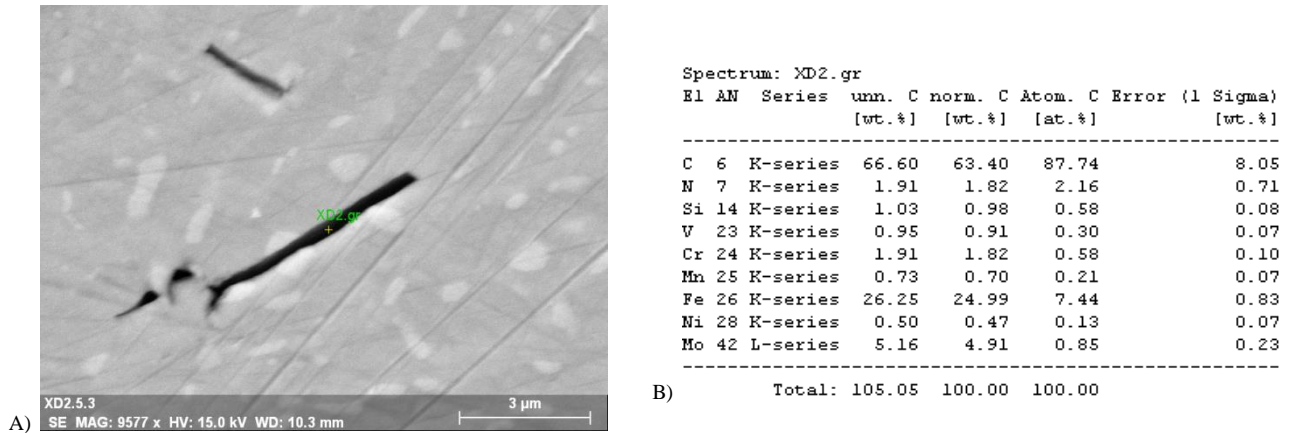 XD2.gr
XD2.5.3
SE MAG: 9577 x HV: 15.0 kV WD: 10.3 mm
3 µm
A)
Spectrum: XD2.gr
El AN Series unn. C norm. C Atom. C Error (1 Sigma)
[wt.%] [wt.%] [at.%] [wt.%]
C 6 K-series 66.60 63.40 87.74 8.05
N 7 K-series 1.91 1.82 2.16 0.71
Si 14 K-series 1.03 0.98 0.58 0.08
V 23 K-series 0.95 0.91 0.30 0.07
Cr 24 K-series 1.91 1.82 0.58 0.10
Mn 25 K-series 0.73 0.70 0.21 0.07
Fe 26 K-series 26.25 24.99 7.44 0.83
Ni 28 K-series 0.50 0.47 0.13 0.07
Mo 42 L-series 5.16 4.91 0.85 0.23
Total: 105.05 100.00 100.00
B)